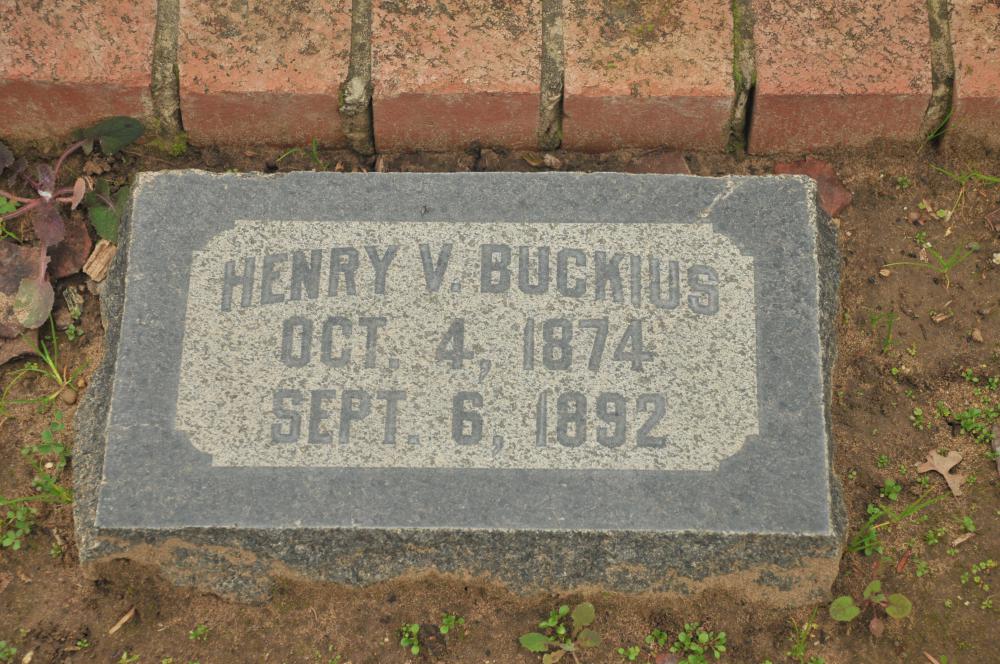 HENRY V. BUCKIUS
OCT. 4, 1874
SEPT. 6, 1892